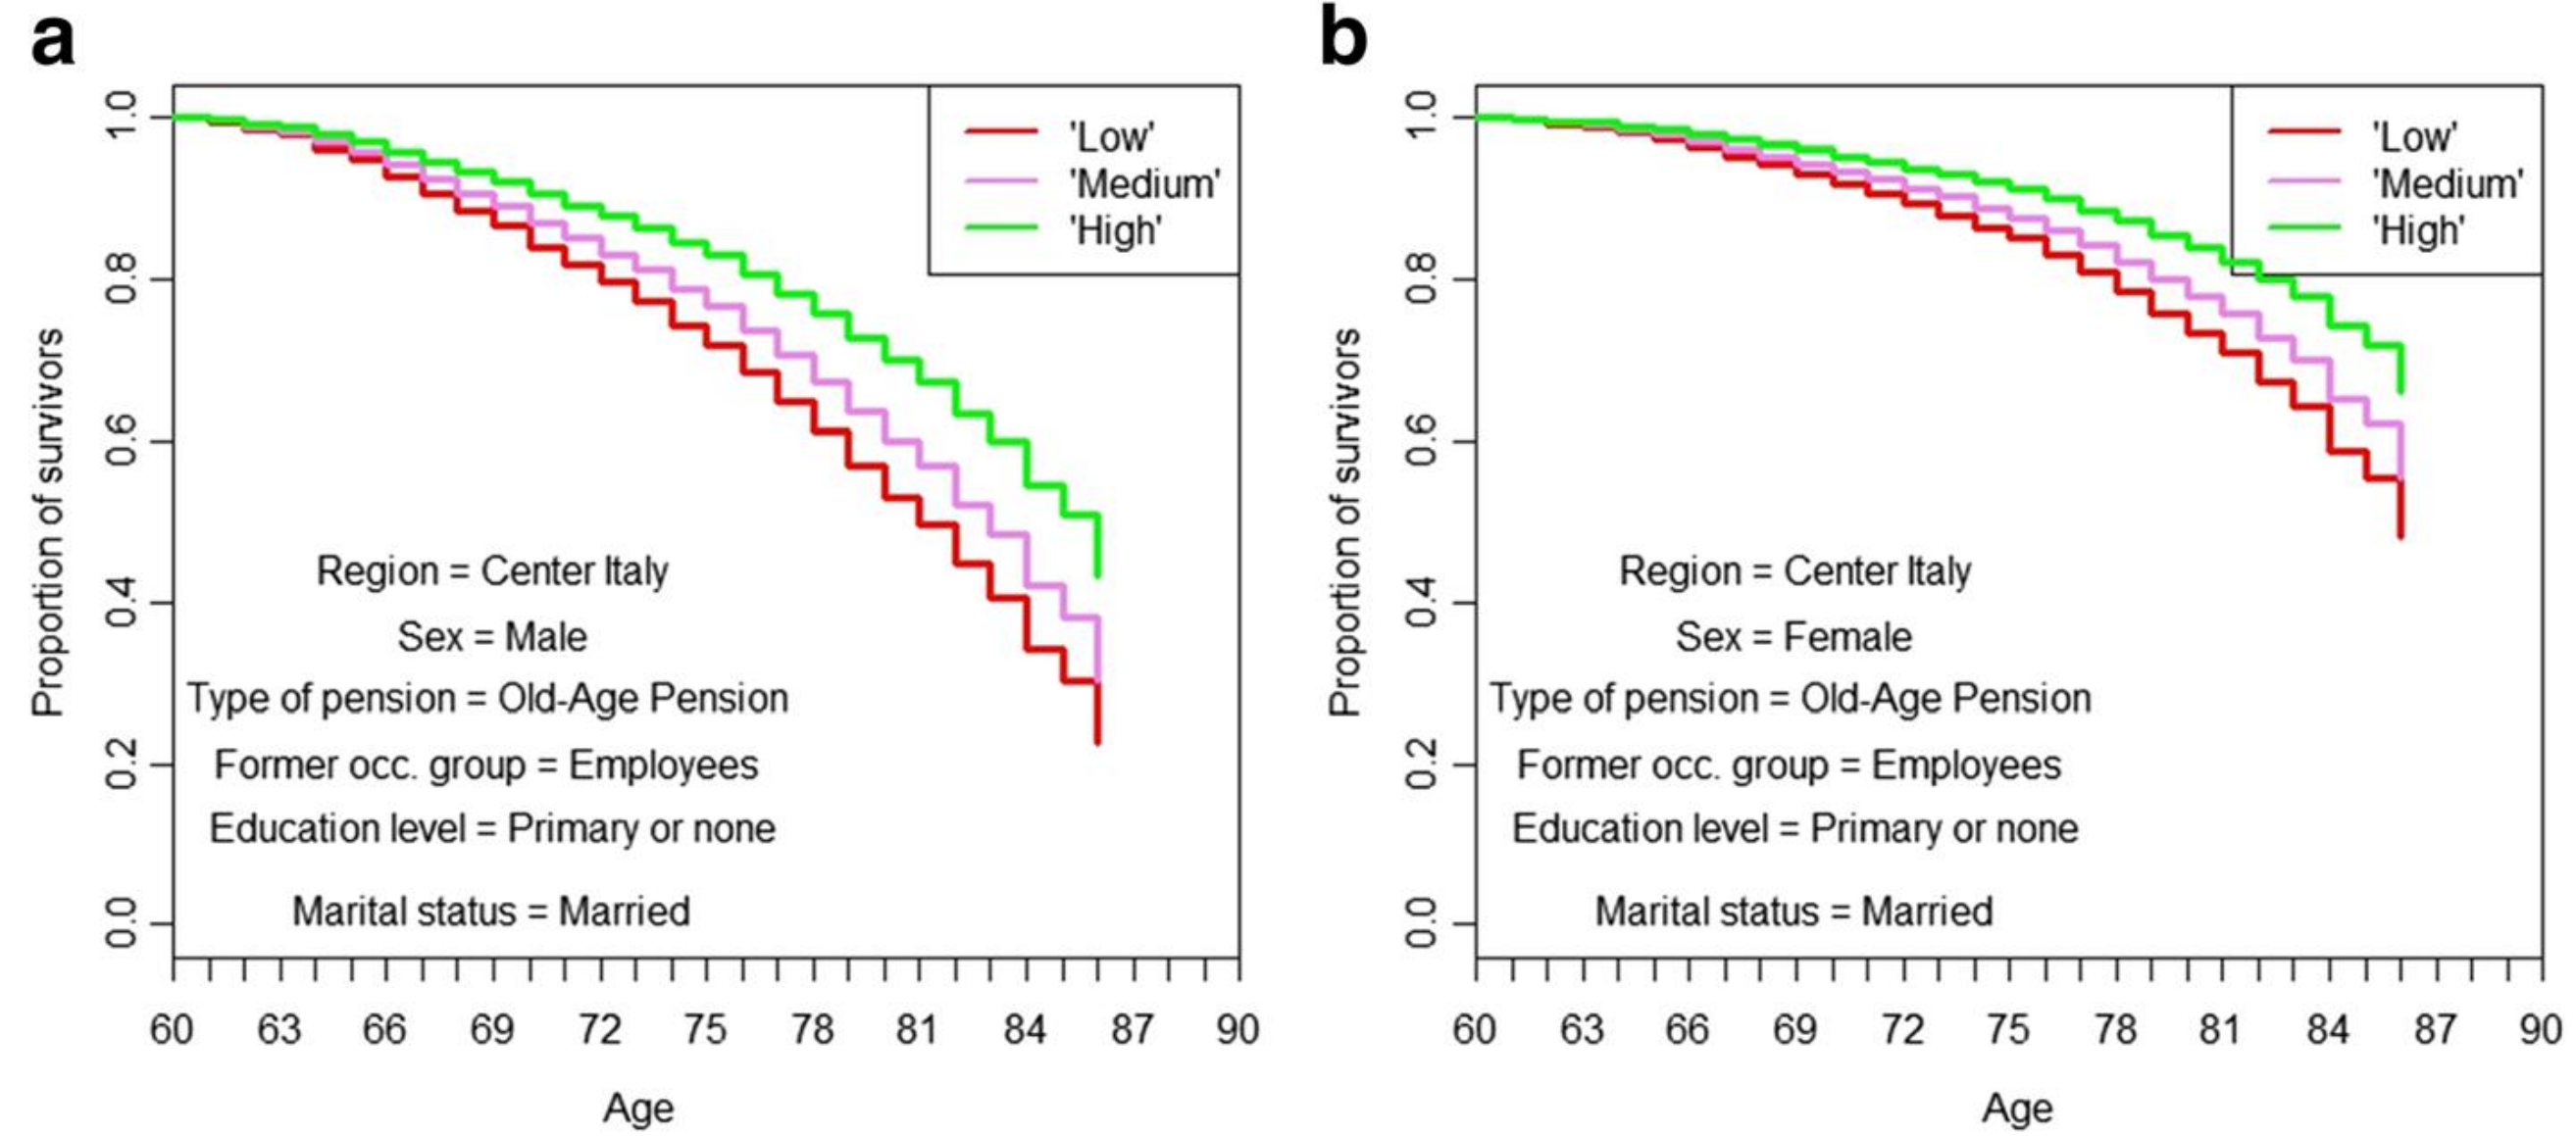 a
1.0
0.8
0.6
0.4
0.2
0.0
Proportion of survivors
'Low'
'Medium'
'High'
Region = Center Italy
Sex = Male
Type of pension = Old-Age Pension
Former occ. group = Employees
Education level = Primary or none
Marital status = Married
60 63 66 69 72 75 78 81 84 87 90
Age
b
1.0
0.8
0.6
0.4
0.2
0.0
Proportion of survivors
'Low'
'Medium'
'High'
Region = Center Italy
Sex = Female
Type of pension = Old-Age Pension
Former occ. group = Employees
Education level = Primary or none
Marital status = Married
60 63 66 69 72 75 78 81 84 87 90
Age